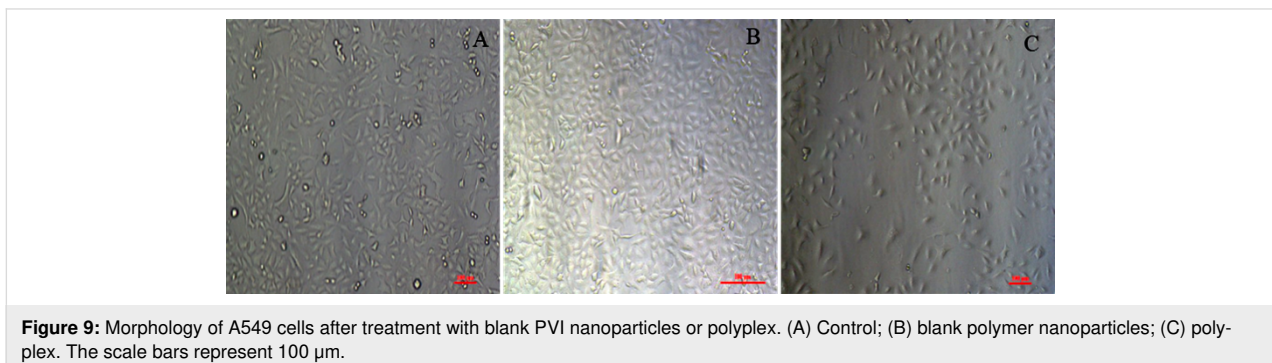 A
B
C
Figure 9: Morphology of A549 cells after treatment with blank PVI nanoparticles or polyplex. (A) Control; (B) blank polymer nanoparticles; (C) poly-
plex. The scale bars represent 100 µm.